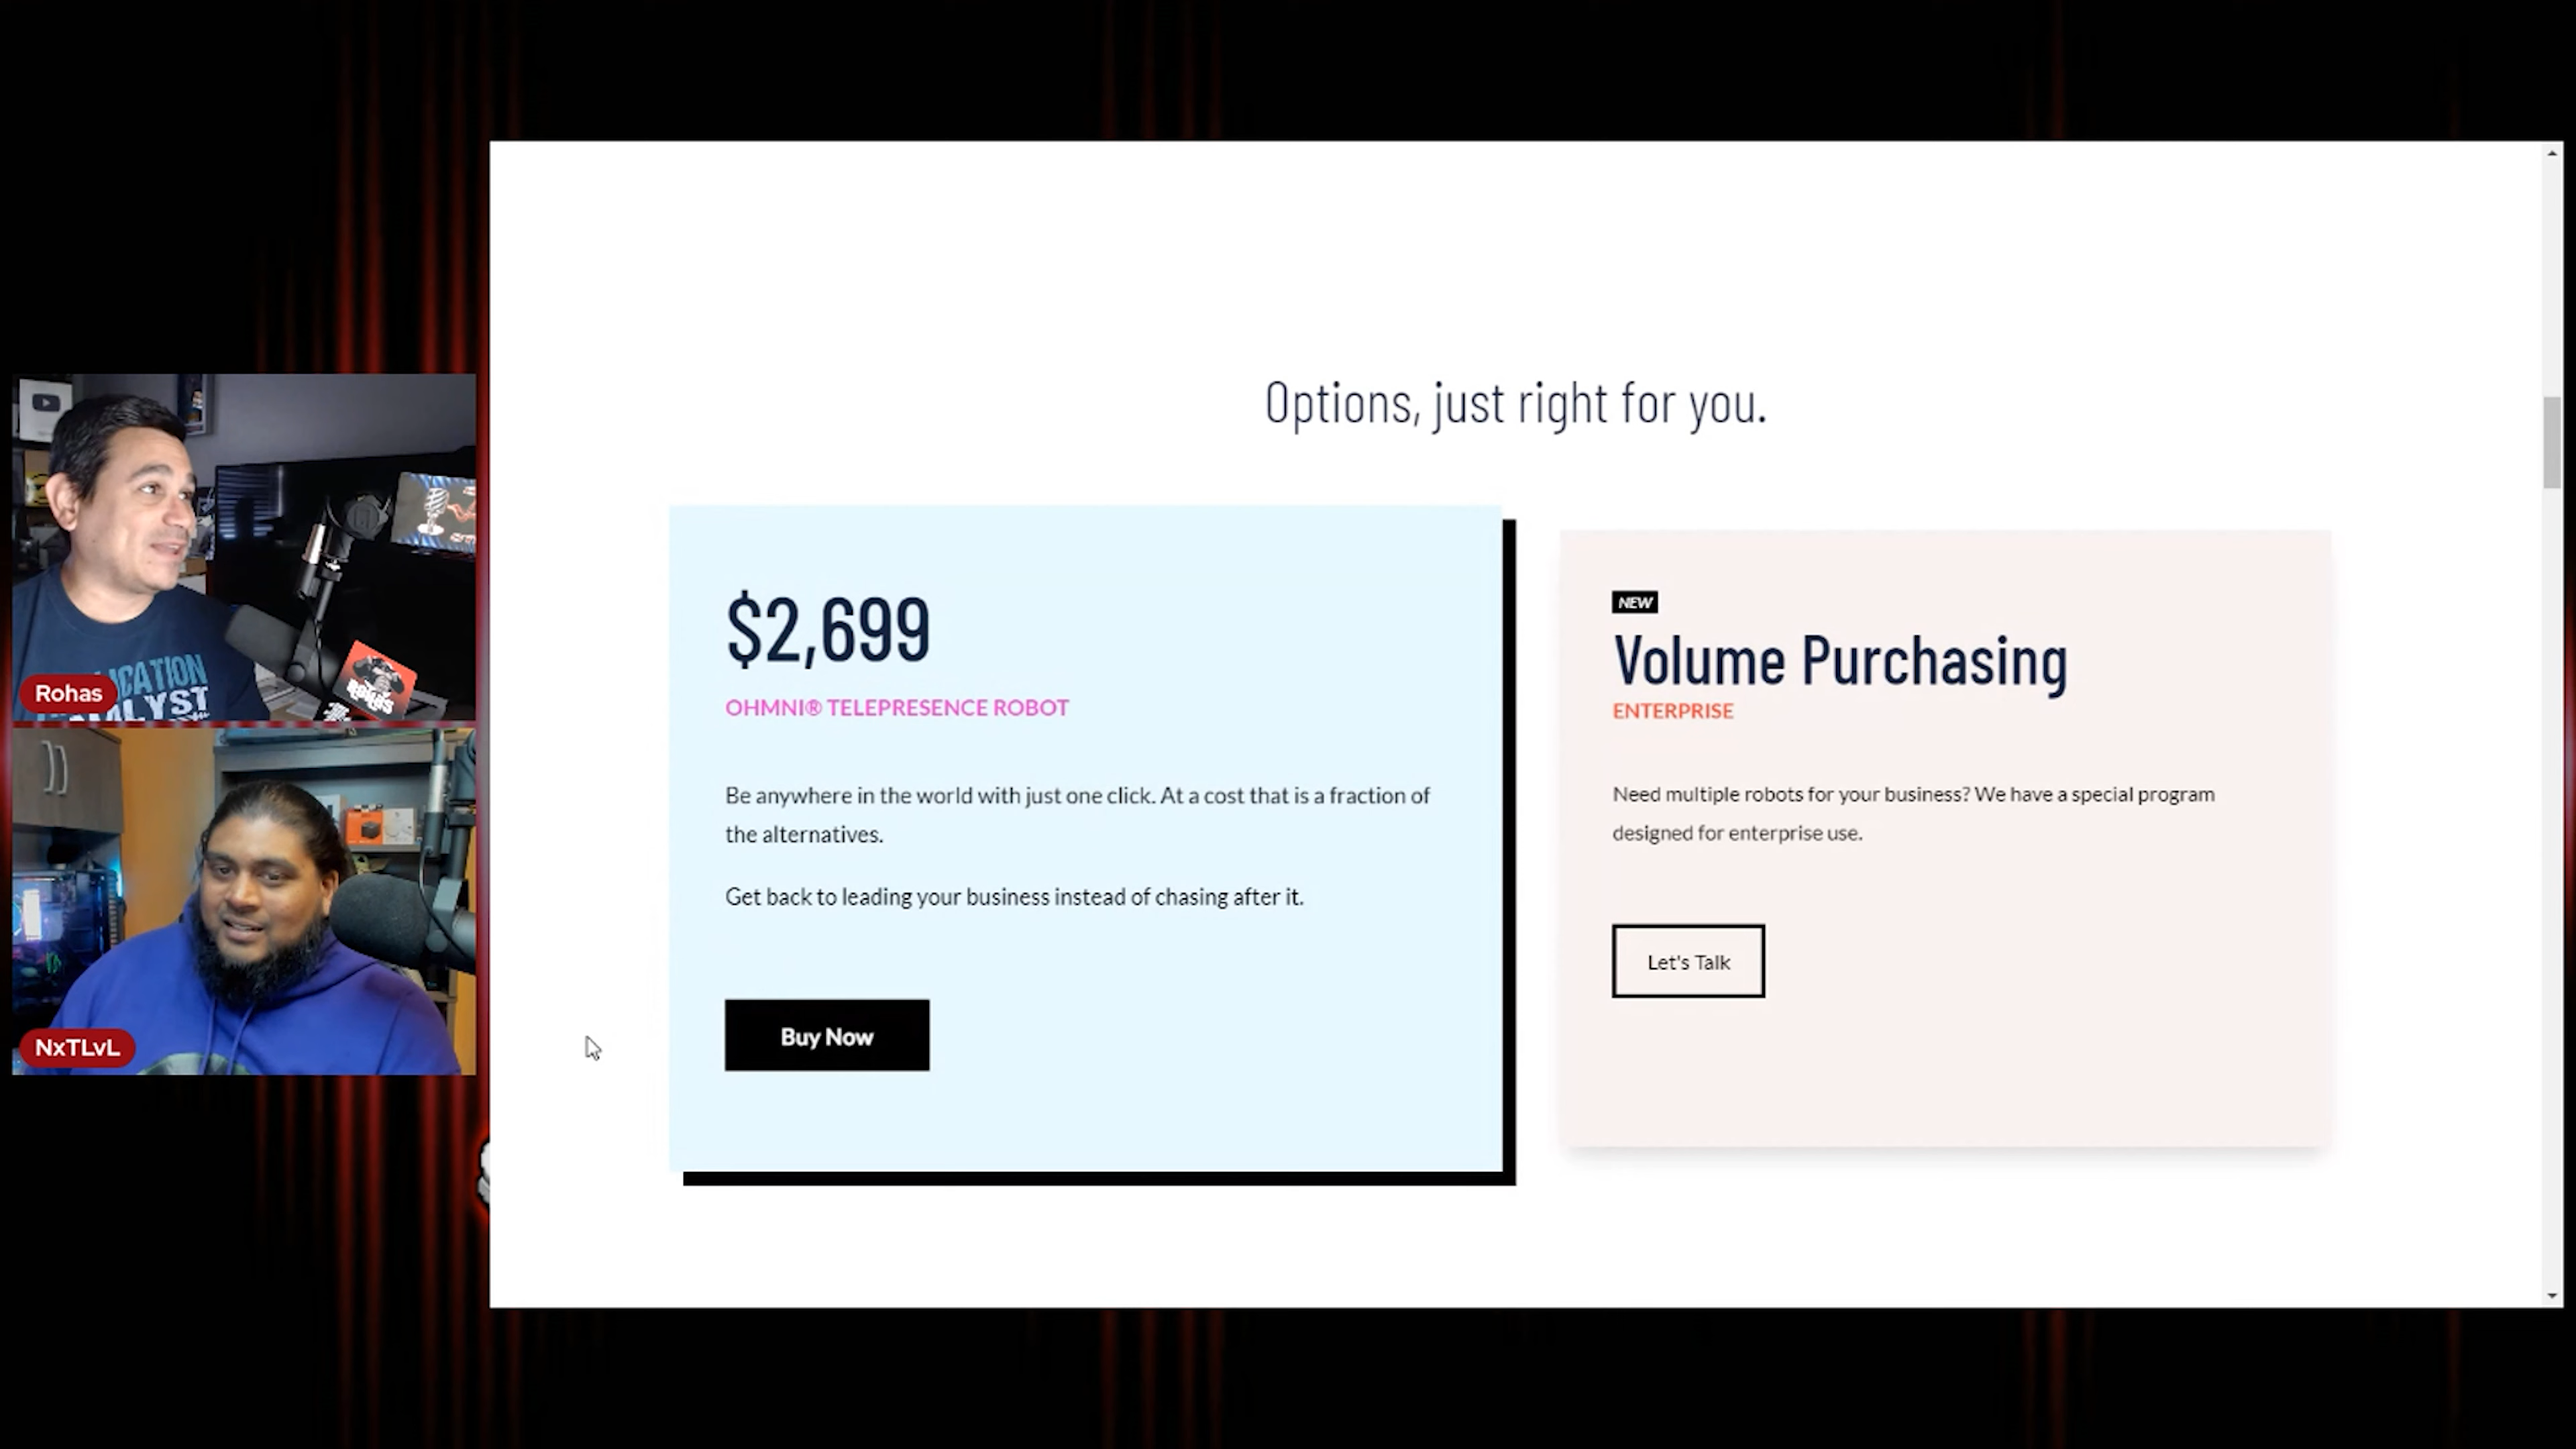 Options, just right for you.
$2,699
OHMNI® TELEPRESENCE ROBOT
Be anywhere in the world with just one click. At a cost that is a fraction of
the alternatives.
Get back to leading your business instead of chasing after it.
Buy Now
NEW
Volume Purchasing
ENTERPRISE
Need multiple robots for your business? We have a special program
designed for enterprise use.
Let's Talk
Rohas
NxTLvL